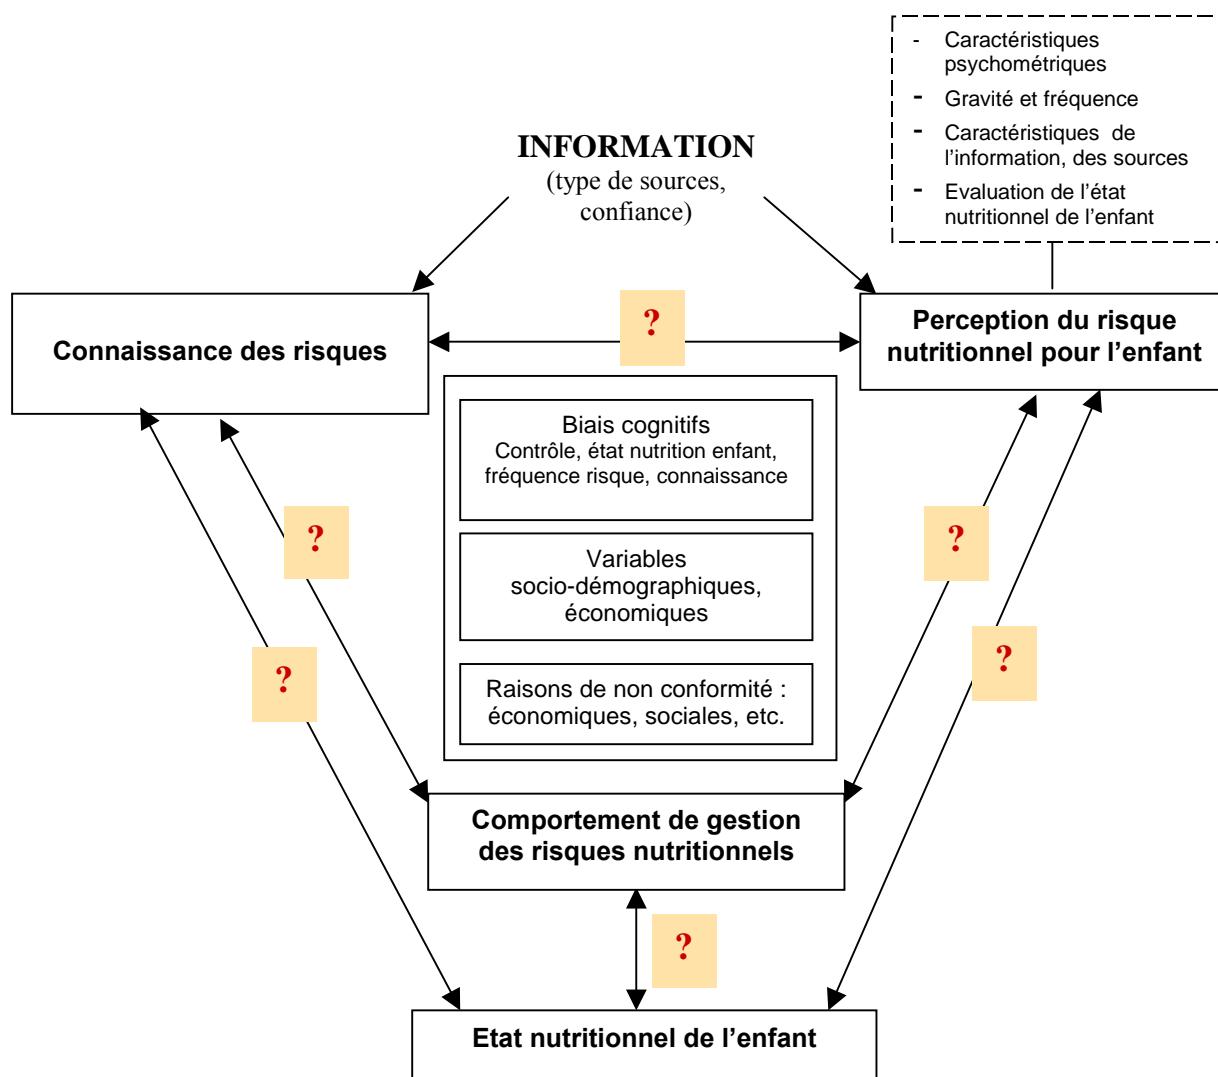 - Caractéristiques
psychométriques
- Gravité et fréquence
- Caractéristiques de
l’information, des sources
- Evaluation de l’état
nutritionnel de l’enfant
INFORMATION
(type de sources,
confiance)
Connaissance des risques
?
Perception du risque
nutritionnel pour l’enfant
Biais cognitifs
Contrôle, état nutrition enfant,
fréquence risque, connaissance
?
?
Variables
socio-démographiques,
économiques
?
?
Raisons de non conformité :
économiques, sociales, etc.
Comportement de gestion
des risques nutritionnels
?
Etat nutritionnel de l’enfant